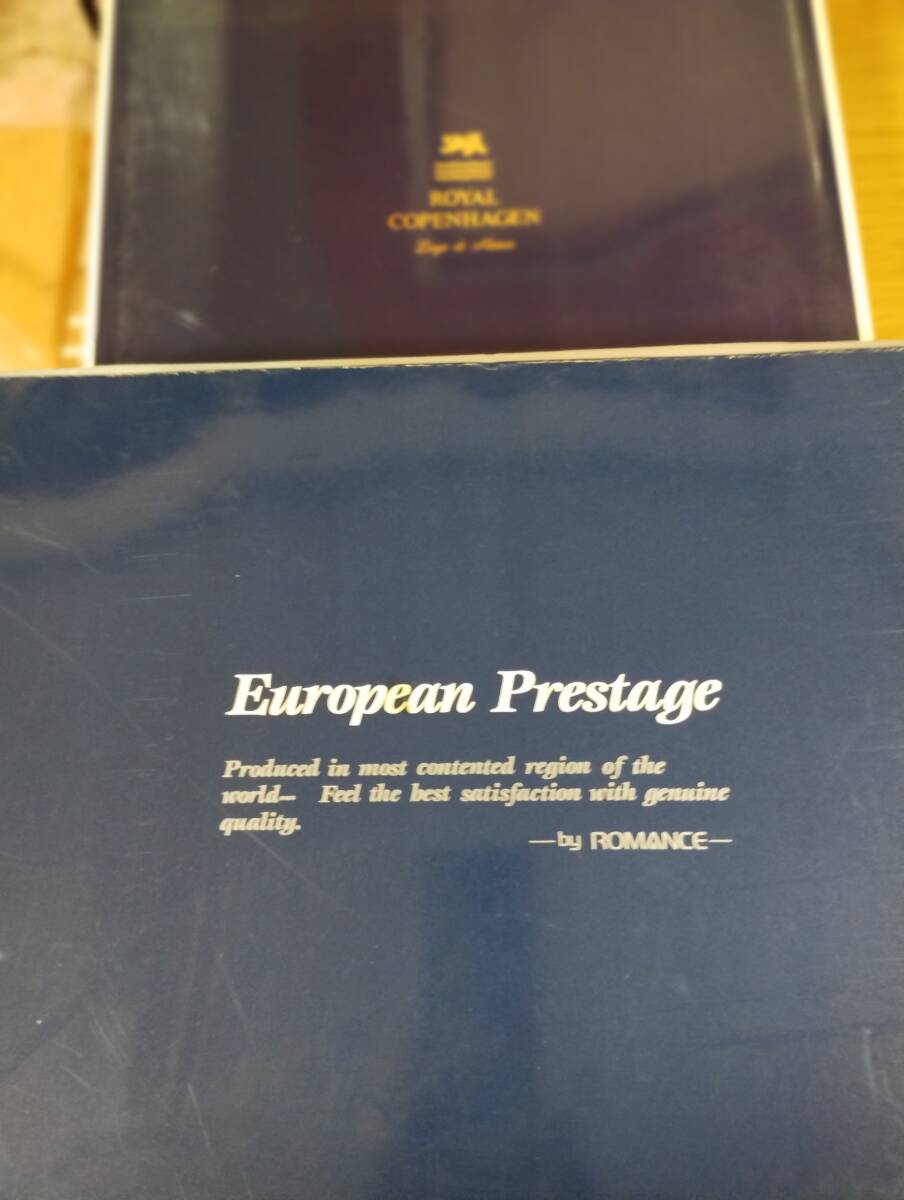 ROYAL
COPENHAGEN
European Prestage
Produced in most contented region of the
world--- Feel the best satisfaction with genuine
quality.
—by ROMANCE—